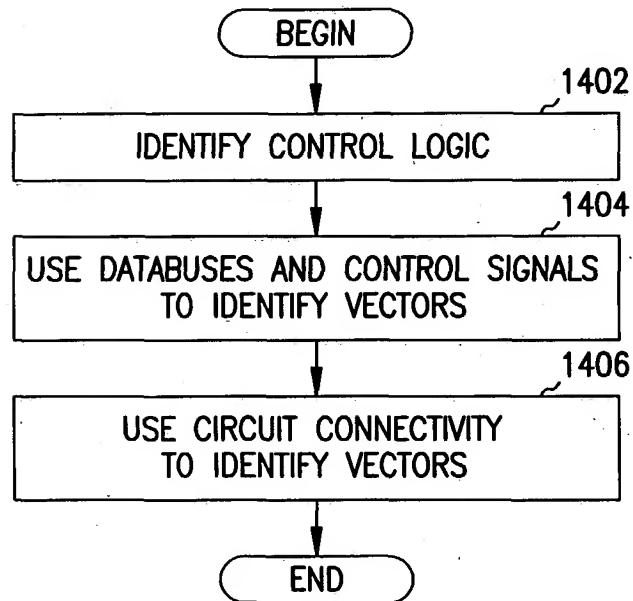 BEGIN
1402
IDENTIFY CONTROL LOGIC
1404
USE DATABUSES AND CONTROL SIGNALS
TO IDENTIFY VECTORS
1406
USE CIRCUIT CONNECTIVITY
TO IDENTIFY VECTORS
END